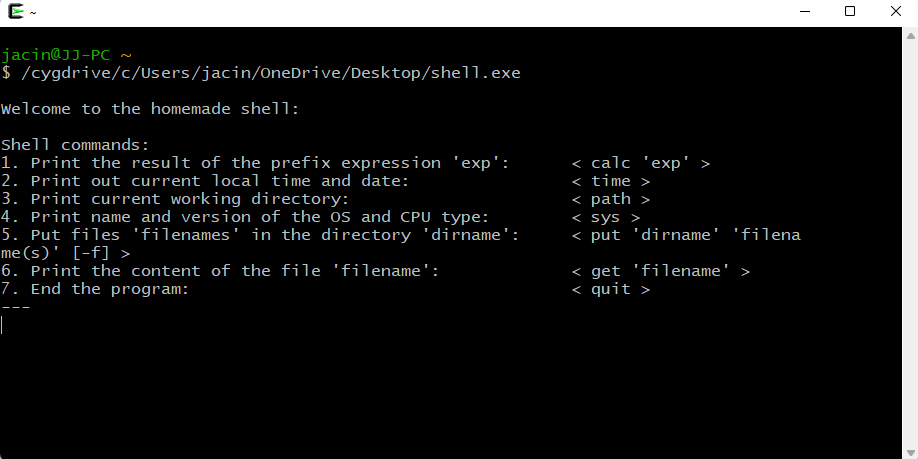 ~
jacin@JJ-PC ~
$ /cygdrive/c/Users/jacin/OneDrive/Desktop/shell.exe
Welcome to the homemade shell:
Shell commands:
1. Print the result of the prefix expression 'exp':      < calc 'exp' >
2. Print out current local time and date:                < time >
3. Print current working directory:                      < path >
4. Print name and version of the OS and CPU type:        < sys >
5. Put files 'filenames' in the directory 'dirname':     < put 'dirname' 'filena
me(s)' [-f] >
6. Print the content of the file 'filename':             < get 'filename' >
7. End the program:                                      < quit >
---